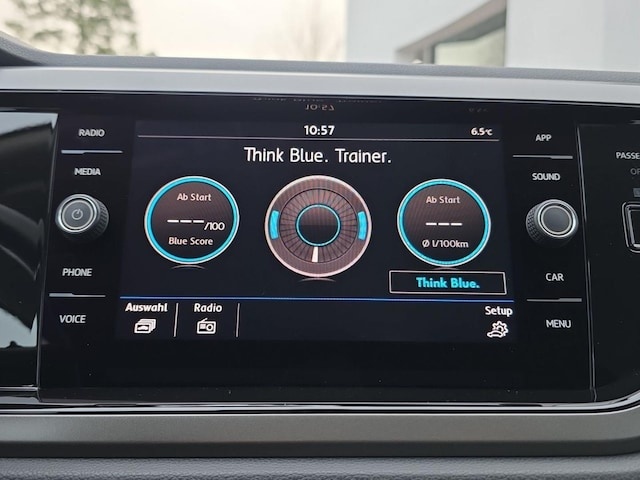 RADIO
MEDIA
PHONE
VOICE
10:57
6.5°C
Think Blue. Trainer.
Ab Start
---/100
Blue Score
Ab Start
---
Ø l/100km
Think Blue.
Auswahl
Radio
Setup
APP
SOUND
CAR
MENU